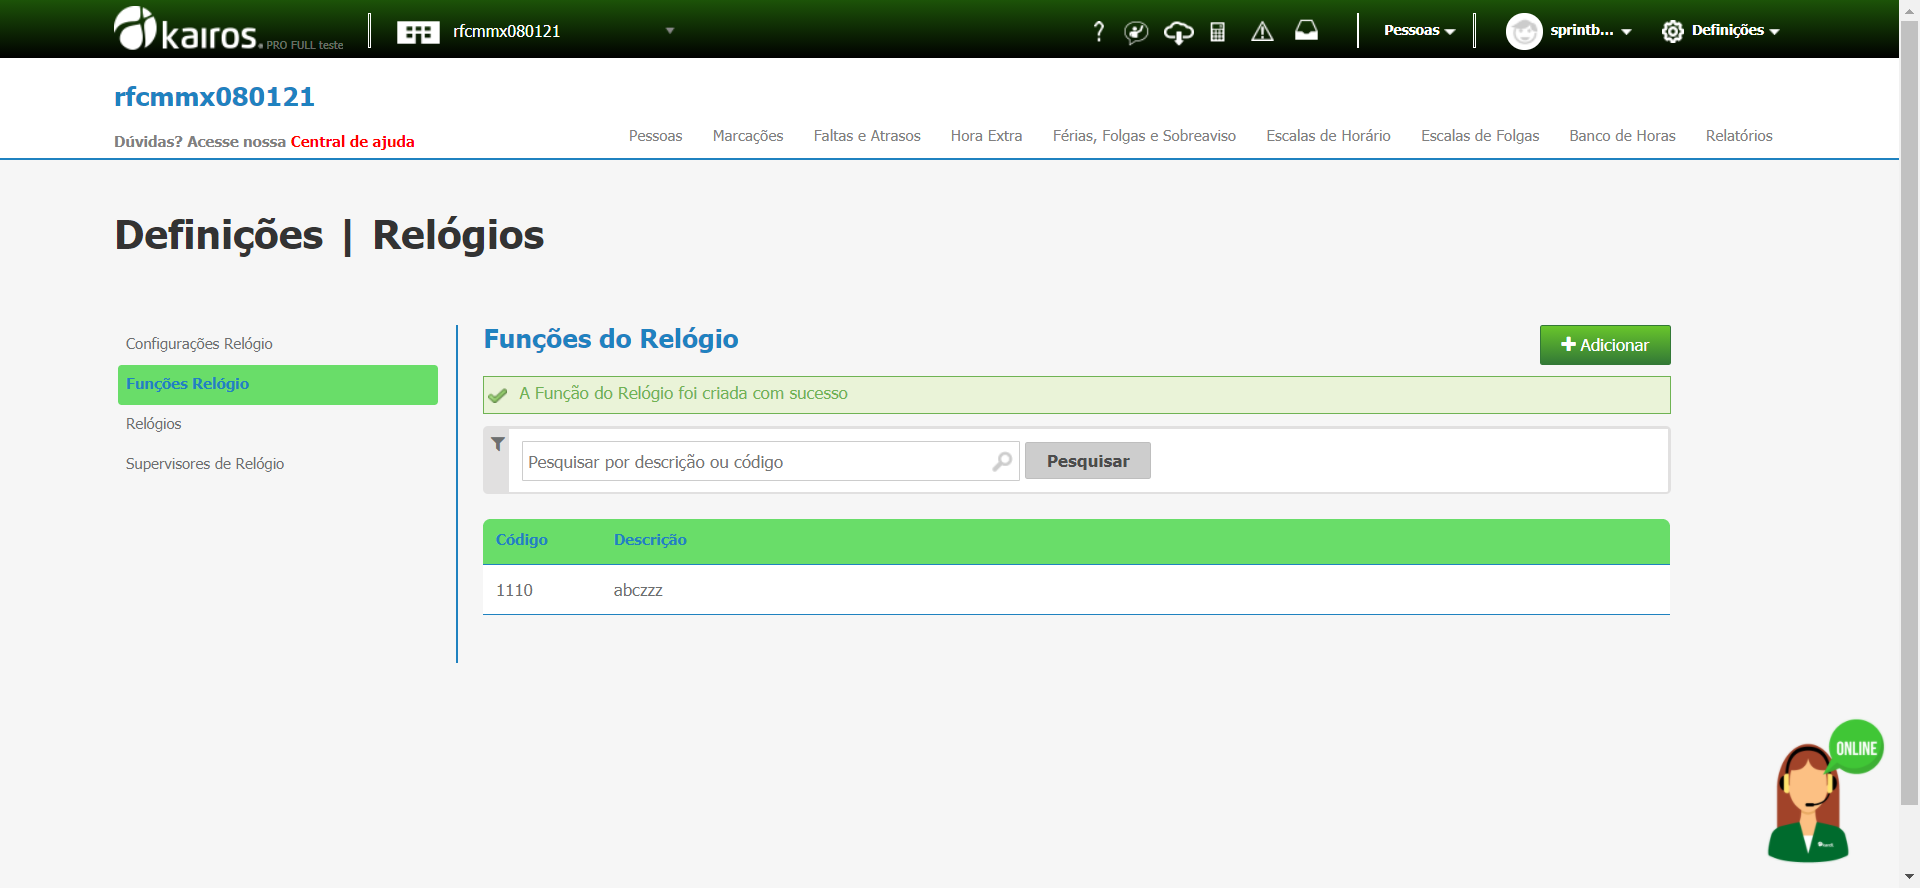 kairos. PRO FULL teste
rfcmmx080121
?
Pessoas
sprintb...
Definições
rfcmmx080121
Dúvidas? Acesse nossa Central de ajuda
Pessoas
Marcações
Faltas e Atrasos
Hora Extra
Férias, Folgas e Sobreaviso
Escalas de Horário
Escalas de Folgas
Banco de Horas
Relatórios
Definições | Relógios
Configurações Relógio
Funções Relógio
Relógios
Supervisores de Relógio
Funções do Relógio
Adicionar
A Função do Relógio foi criada com sucesso
Pesquisar por descrição ou código
Pesquisar
Código Descrição
1110 abczzz
ONLINE